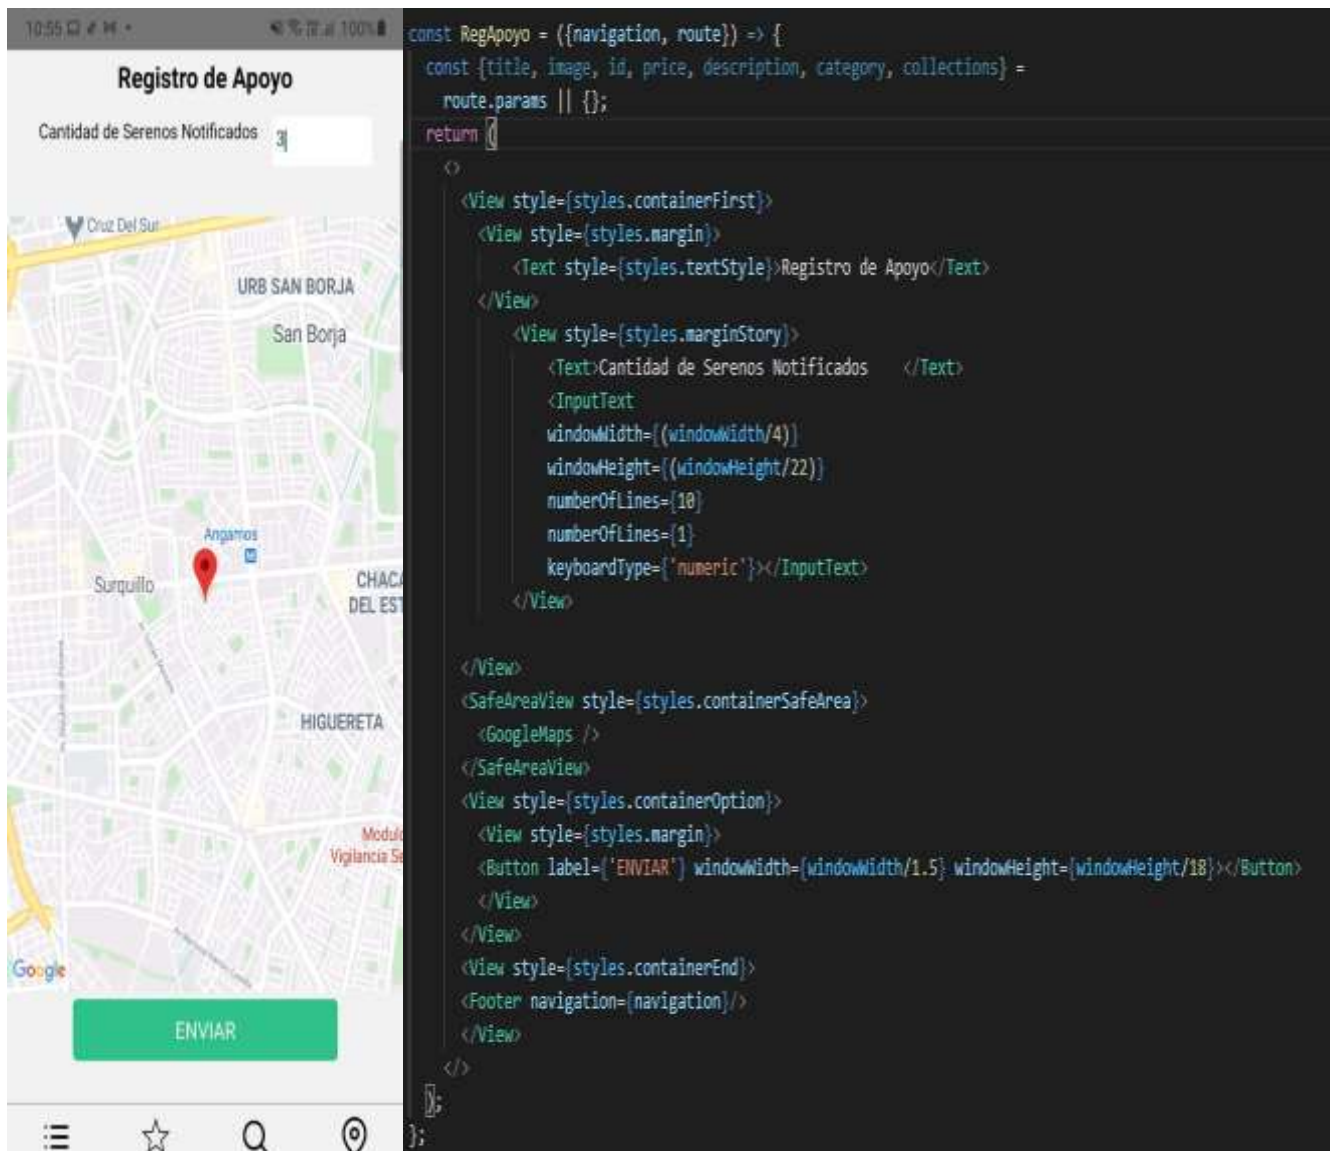 10:55
100%
Registro de Apoyo
Cantidad de Serenos Notificados
3
Cruz Del Sur
URB SAN BORJA
San Borja
Angamos
M
Surquillo
CHACA
DEL EST
HIGUERETA
Modulo
Vigilancia Se
Google
ENVIAR
const RegApoyo = ({navigation, route}) => {
const {title, image, id, price, description, category, collections} =
route.params || {};
return (
<>
<View style={styles.containerFirst}>
<View style={styles.margin}>
<Text style={styles.textStyle}>Registro de Apoyo</Text>
</View>
<View style={styles.marginStory}>
<Text>Cantidad de Serenos Notificados    </Text>
<InputText
windowWidth={(windowWidth/4)}
windowHeight={(windowHeight/22)}
numberOfLines={10}
numberOfLines={1}
keyboardType={'numeric'}></InputText>
</View>
</View>
<SafeAreaView style={styles.containerSafeArea}>
<GoogleMaps />
</SafeAreaView>
<View style={styles.containerOption}>
<View style={styles.margin}>
<Button label={'ENVIAR'} windowWidth={windowWidth/1.5} windowHeight={windowHeight/18}></Button>
</View>
</View>
<View style={styles.containerEnd}>
<Footer navigation={navigation}/>
</View>
</>
);
};